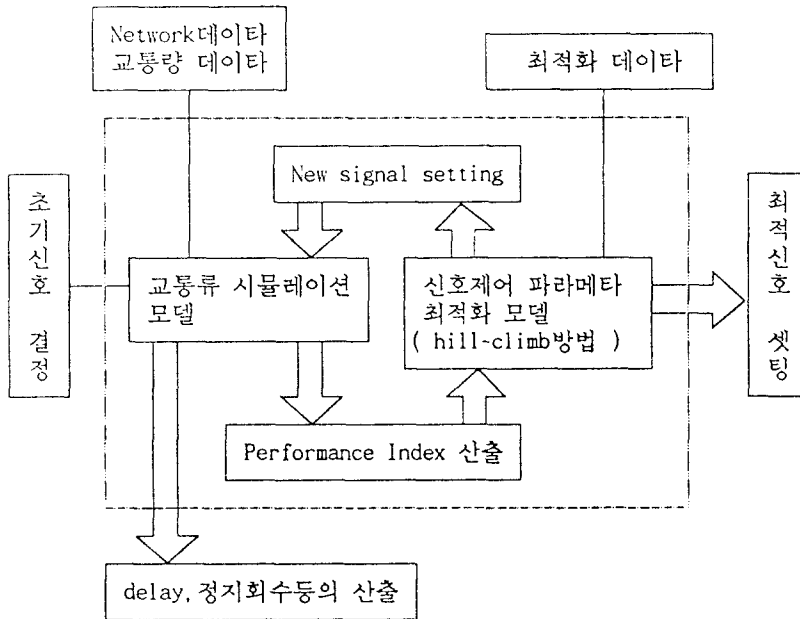 Network데이타
교통량 데이타
최적화 데이타
New signal setting
초기신호 결정
교통류 시뮬레이션
모델
신호제어 파라메타
최적화 모델
( hill-climb방법 )
최적신호 셋팅
Performance Index 산출
delay,정지회수등의 산출